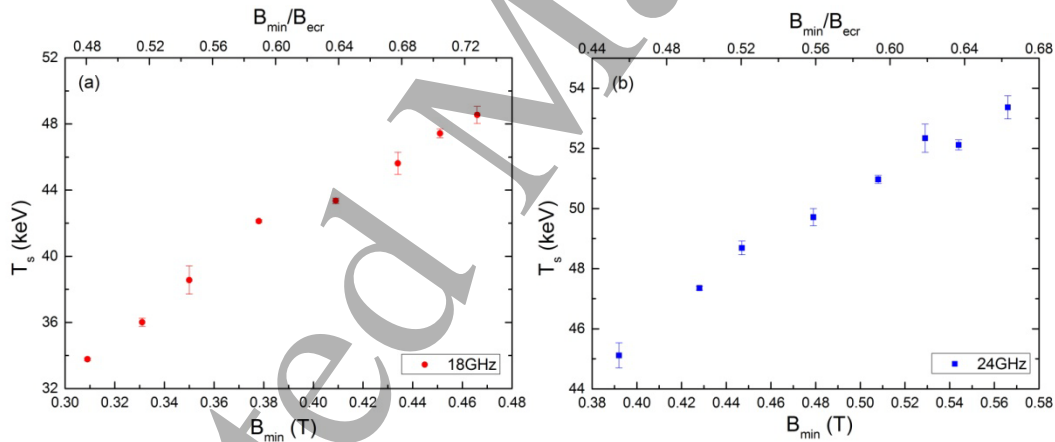 B_min/B_ecr
0.48 0.52 0.56 0.60 0.64 0.68 0.72
(a)
T_s (keV)
52
48
44
40
36
32
18GHz
0.30 0.32 0.34 0.36 0.38 0.40 0.42 0.44 0.46 0.48
B_min (T)
B_min/B_ecr
0.44 0.48 0.52 0.56 0.60 0.64 0.68
(b)
T_s (keV)
54
52
50
48
46
44
24GHz
0.38 0.40 0.42 0.44 0.46 0.48 0.50 0.52 0.54 0.56 0.58
B_min (T)
ted M